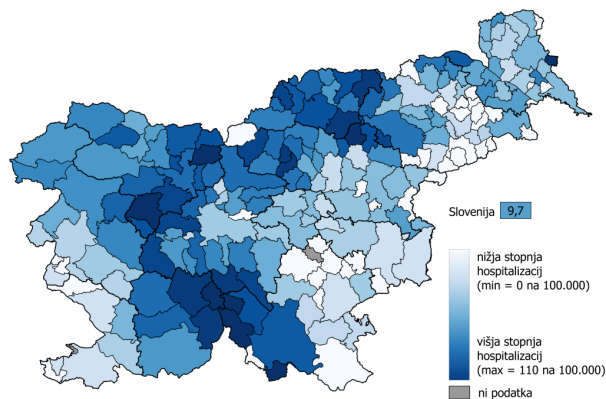 Slovenija 9,7
nižja stopnja
hospitalizacij
(min = 0 na 100.000)
višja stopnja
hospitalizacij
(max = 110 na 100.000)
ni podatka